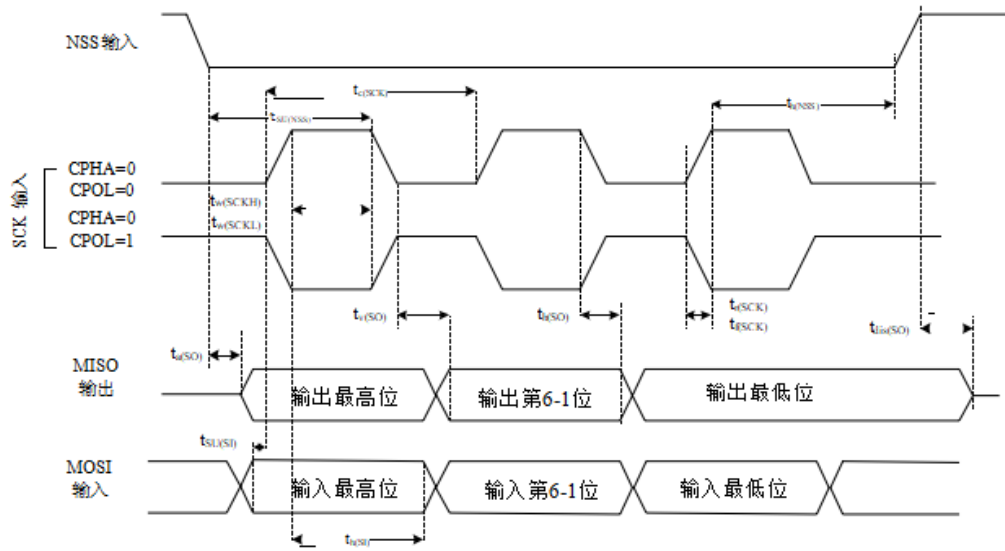 NSS 输入
tc(SCK)
tSU(NSS)
th(NSS)
SCK 输入
CPHA=0
CPOL=0
tw(SCKH)
CPHA=0
tw(SCKL)
CPOL=1
tv(SO)
th(SO)
tr(SCK)
tf(SCK)
tdis(SO)
ta(SO)
MISO
输出
输出最高位
输出第6-1位
输出最低位
tSU(SI)
MOSI
输入
输入最高位
输入第6-1位
输入最低位
th(SI)